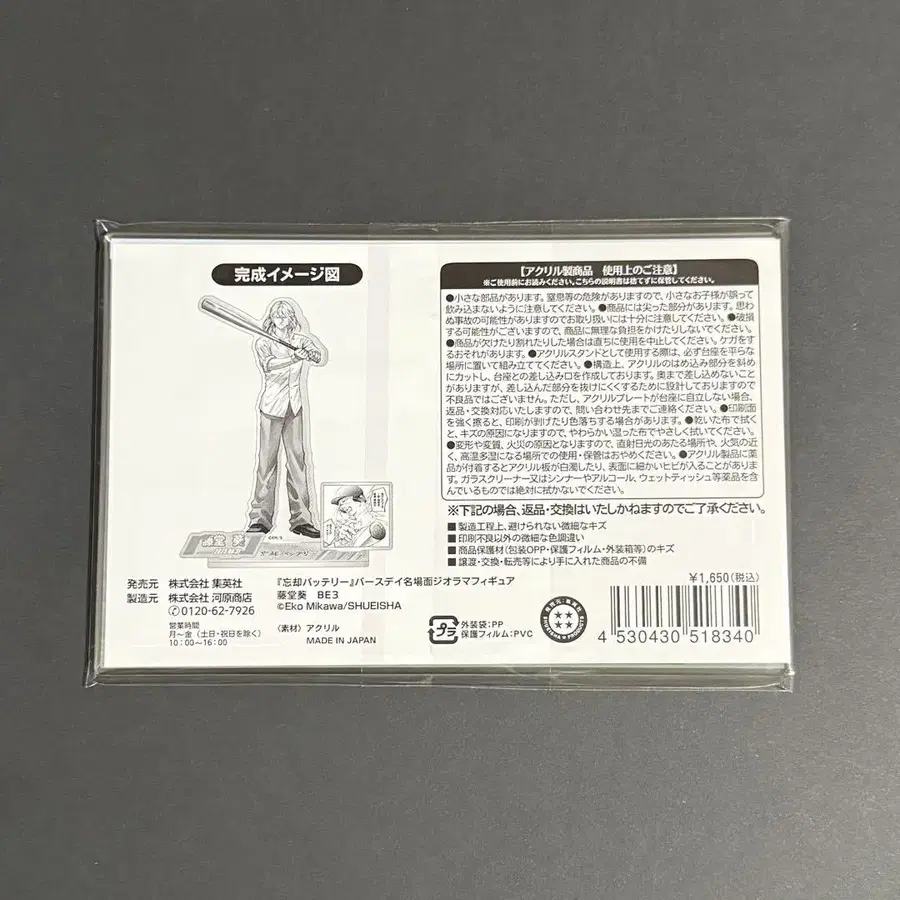 完成イメージ図
藤堂 葵
【アクリル製商品　使用上のご注意】
※ご使用前にお読みください。こちらの説明書は捨てずに保管してください。
●小さな部品があります。窒息等の危険がありますので、小さなお子様が誤って
飲み込まないように注意してください。●商品には尖った部分があります。思
わぬ事故の可能性がありますのでお取り扱いには十分に注意してください。●破損
する可能性がございますので、商品に無理な負担をかけたりしないでください。
●商品が欠けたり割れたりした場合は直ちに使用を中止してください。ケガを
するおそれがあります。●アクリルスタンドとして使用する際は、必ず台座を平らな
場所に置いて組み立ててください。●構造上、アクリルのはめ込み部分を斜め
にカットし、台座との差し込み口を作成しております。奥まで差し込めないこと
がありますが、差し込んだ部分を抜けにくくするために設計しておりますので
不良品ではございません。ただし、アクリルプレートが台座に自立しない場合、
返品・交換対応いたしますので、問い合わせ先までご連絡ください。●印刷面
を強く擦ると、印刷が剥げたり色落ちする場合があります。●乾いた布で拭く
と、キズの原因になりますので、やわらかい湿った布でやさしく拭いてください。
●変形や変質、火災の原因となりますので、直射日光のあたる場所や、火気の近
く、高温多湿になる場所での使用・保管はおやめください。●アクリル製品に薬
品が付着するとアクリル板が白濁したり、表面に細かいヒビが入ることがありま
す。ガラスクリーナー又はシンナーやアルコール、ウェットティッシュ等薬品を含
んでいるものでは絶対に拭かないでください。
※下記の場合、返品・交換はいたしかねますのでご了承ください。
■製造工程上、避けられない微細なキズ
■印刷不良以外の微細な色調違い
■商品保護材(包装OPP・保護フィルム・外装箱等)のキズ
■譲渡・交換・転売等により手に入れた商品の不備
¥1,650(税込)
発売元　株式会社 集英社
製造元　株式会社 河原商店
✆0120-62-7926
営業時間
月～金（土日・祝日を除く）
10：00～16：00
『忘却バッテリー』バースデイ名場面ジオラマフィギュア
藤堂葵　BE3
©Eko Mikawa/SHUEISHA
（素材）アクリル
MADE IN JAPAN
プラ
外装袋:PP
保護フィルム:PVC
4 530430 518340